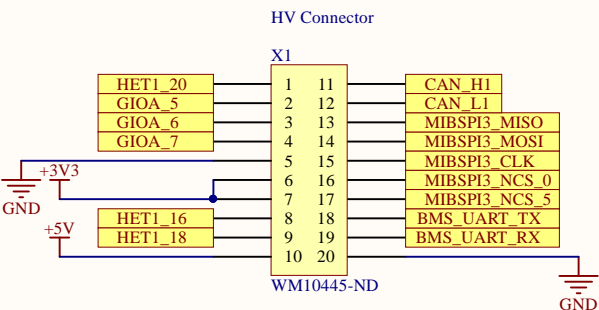 HV Connector
X1
HET1_20 1 11 CAN_H1
GIOA_5 2 12 CAN_L1
GIOA_6 3 13 MIBSPI3_MISO
GIOA_7 4 14 MIBSPI3_MOSI
5 15 MIBSPI3_CLK
+3V3 6 16 MIBSPI3_NCS_0
GND 7 17 MIBSPI3_NCS_5
HET1_16 8 18 BMS_UART_TX
+5V HET1_18 9 19 BMS_UART_RX
10 20
WM10445-ND
GND